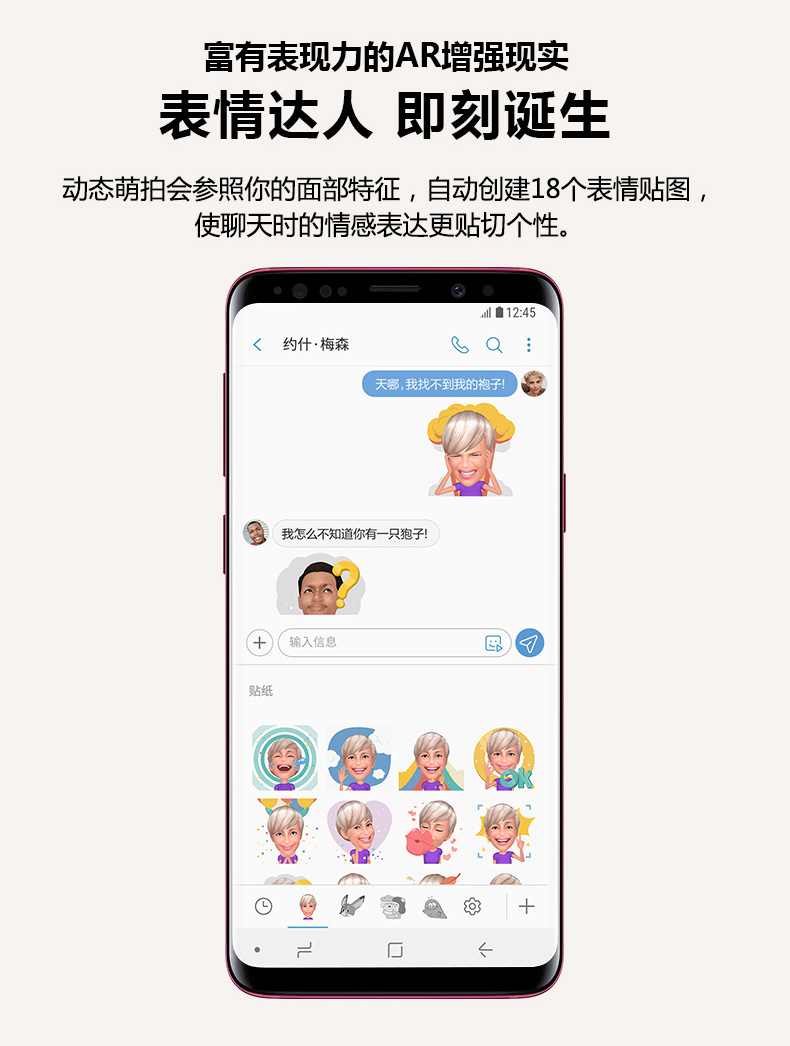 富有表现力的AR增强现实
表情达人 即刻诞生
动态萌拍会参照你的面部特征，自动创建18个表情贴图，
使聊天时的情感表达更贴切个性。
12:45
约什·梅森
天哪,我找不到我的袍子!
我怎么不知道你有一只狍子!
输入信息
贴纸
OK